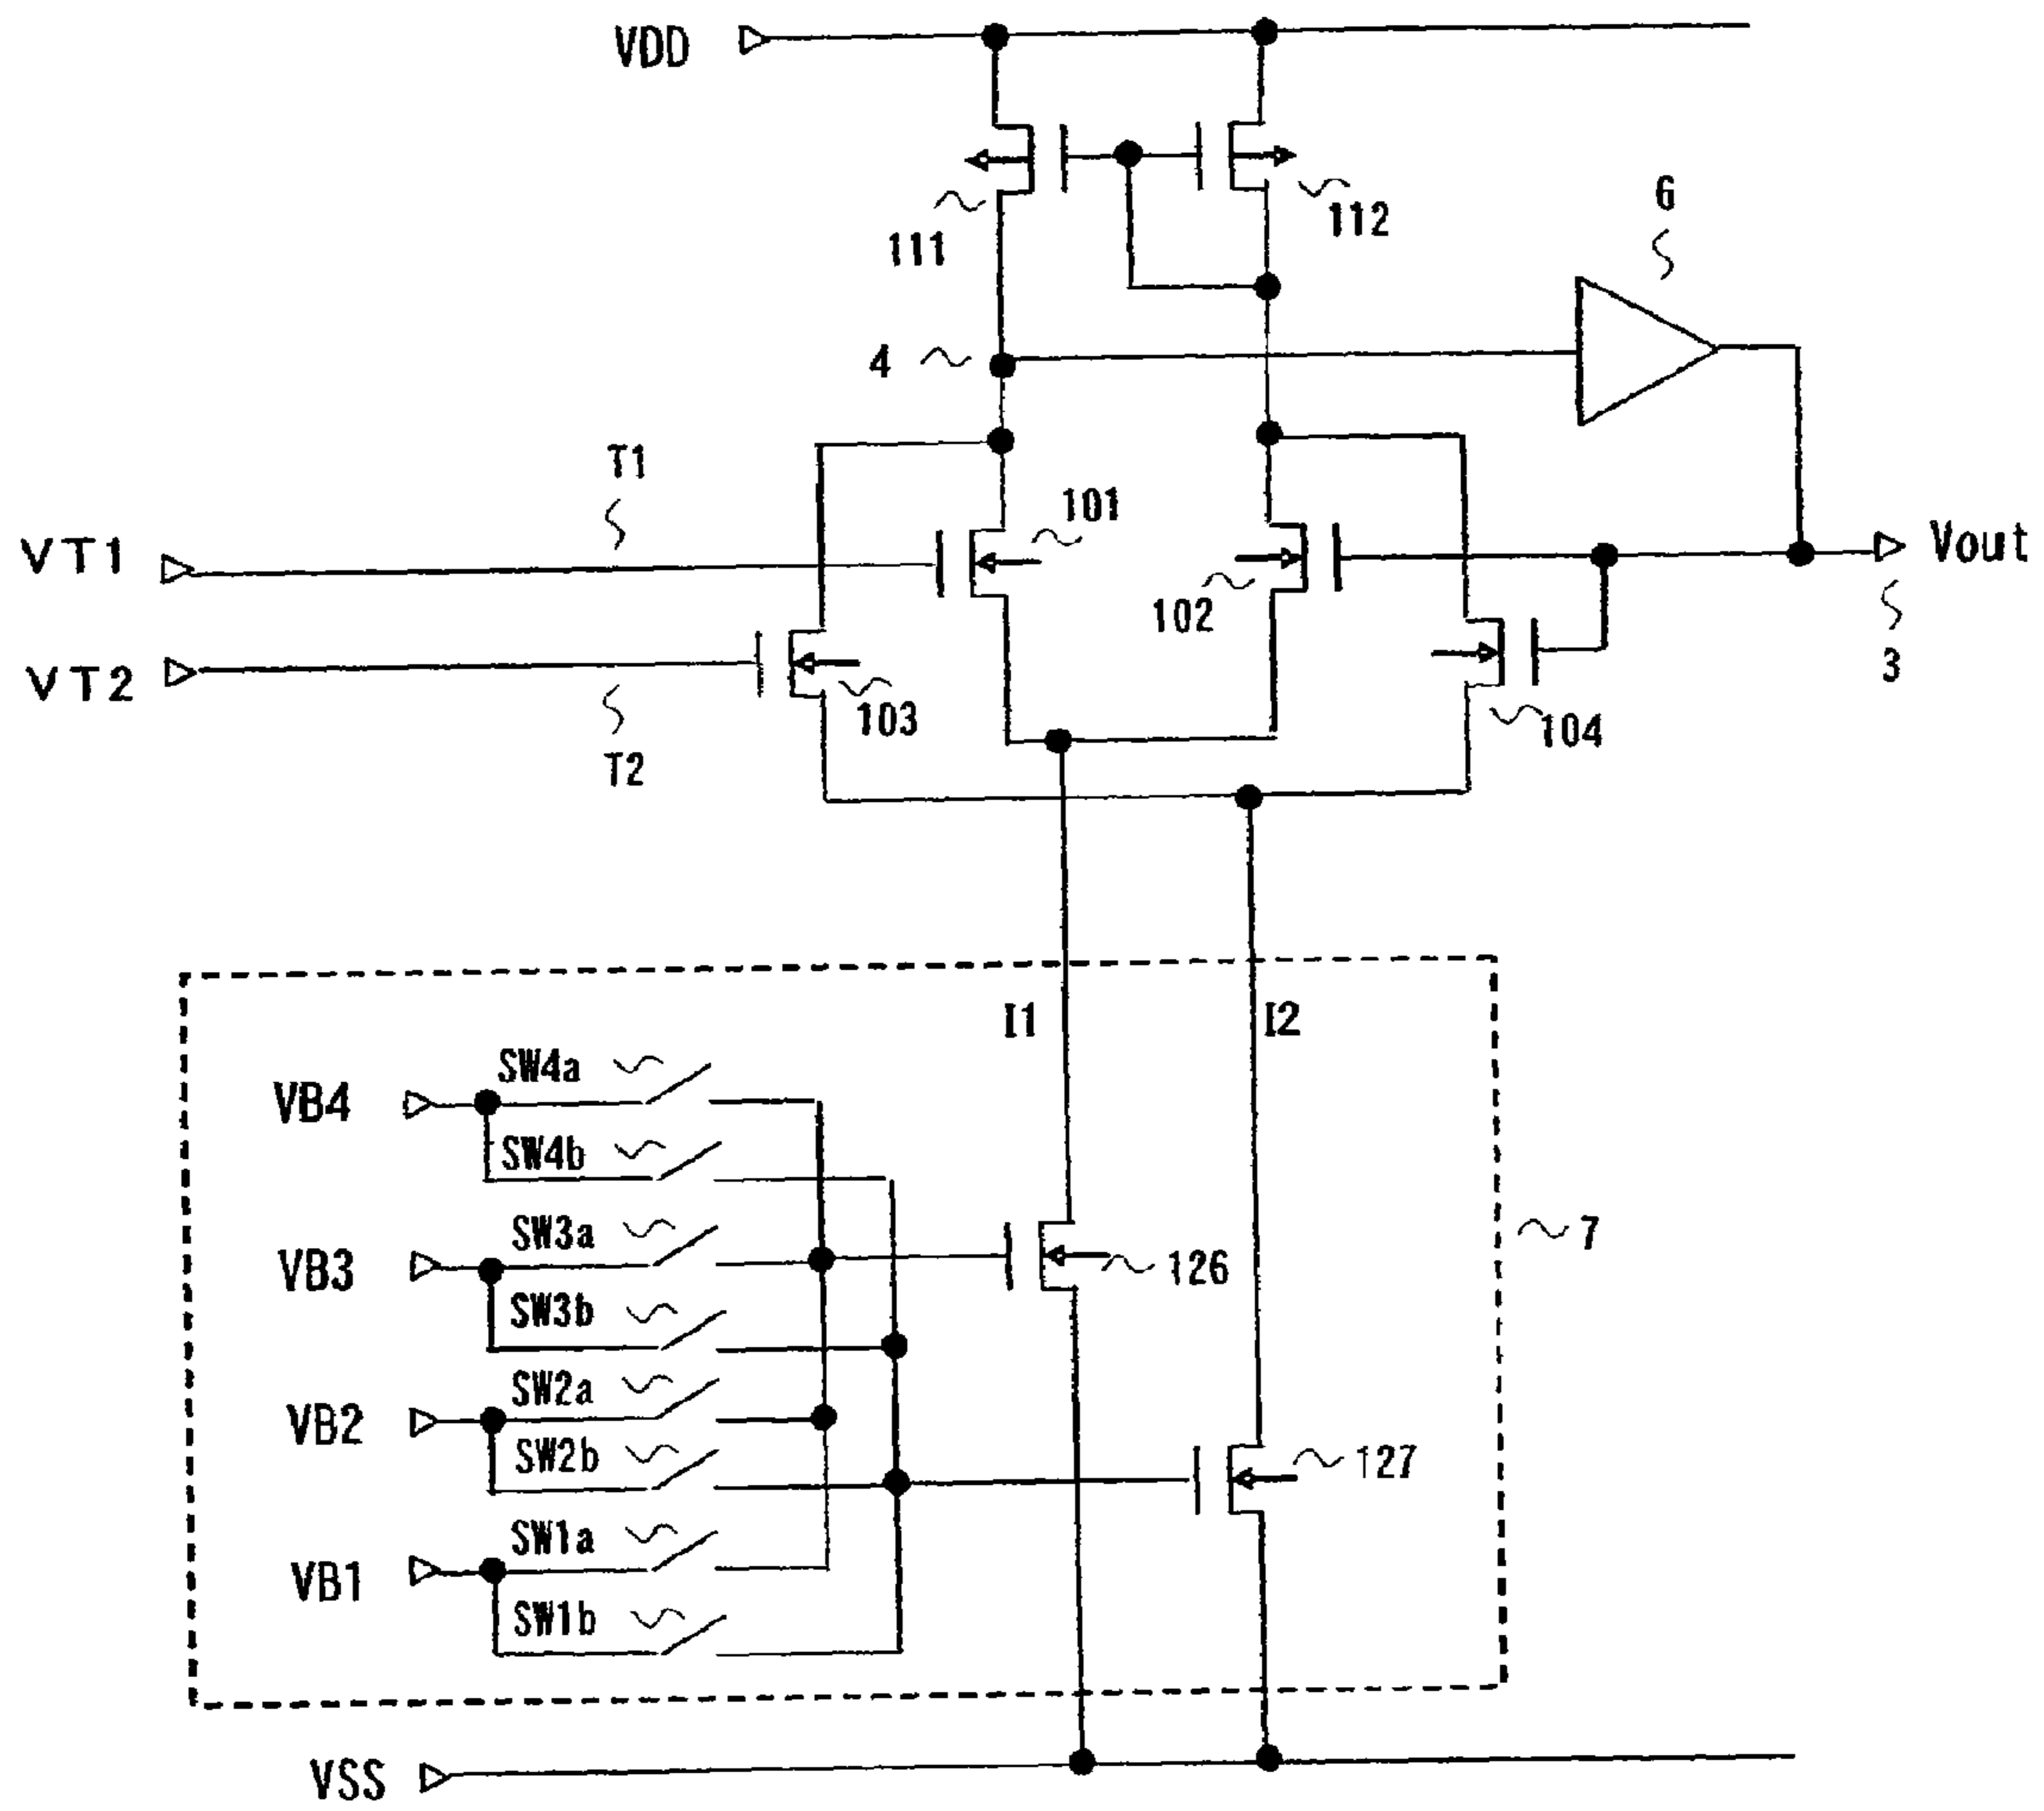 VDD
111
112
6
4
T1
VT1
101
102
Vout
3
VT2
103
104
T2
I1
I2
SW4a
VB4
SW4b
SW3a
VB3
SW3b
126
7
SW2a
VB2
SW2b
127
SW1a
VB1
SW1b
VSS